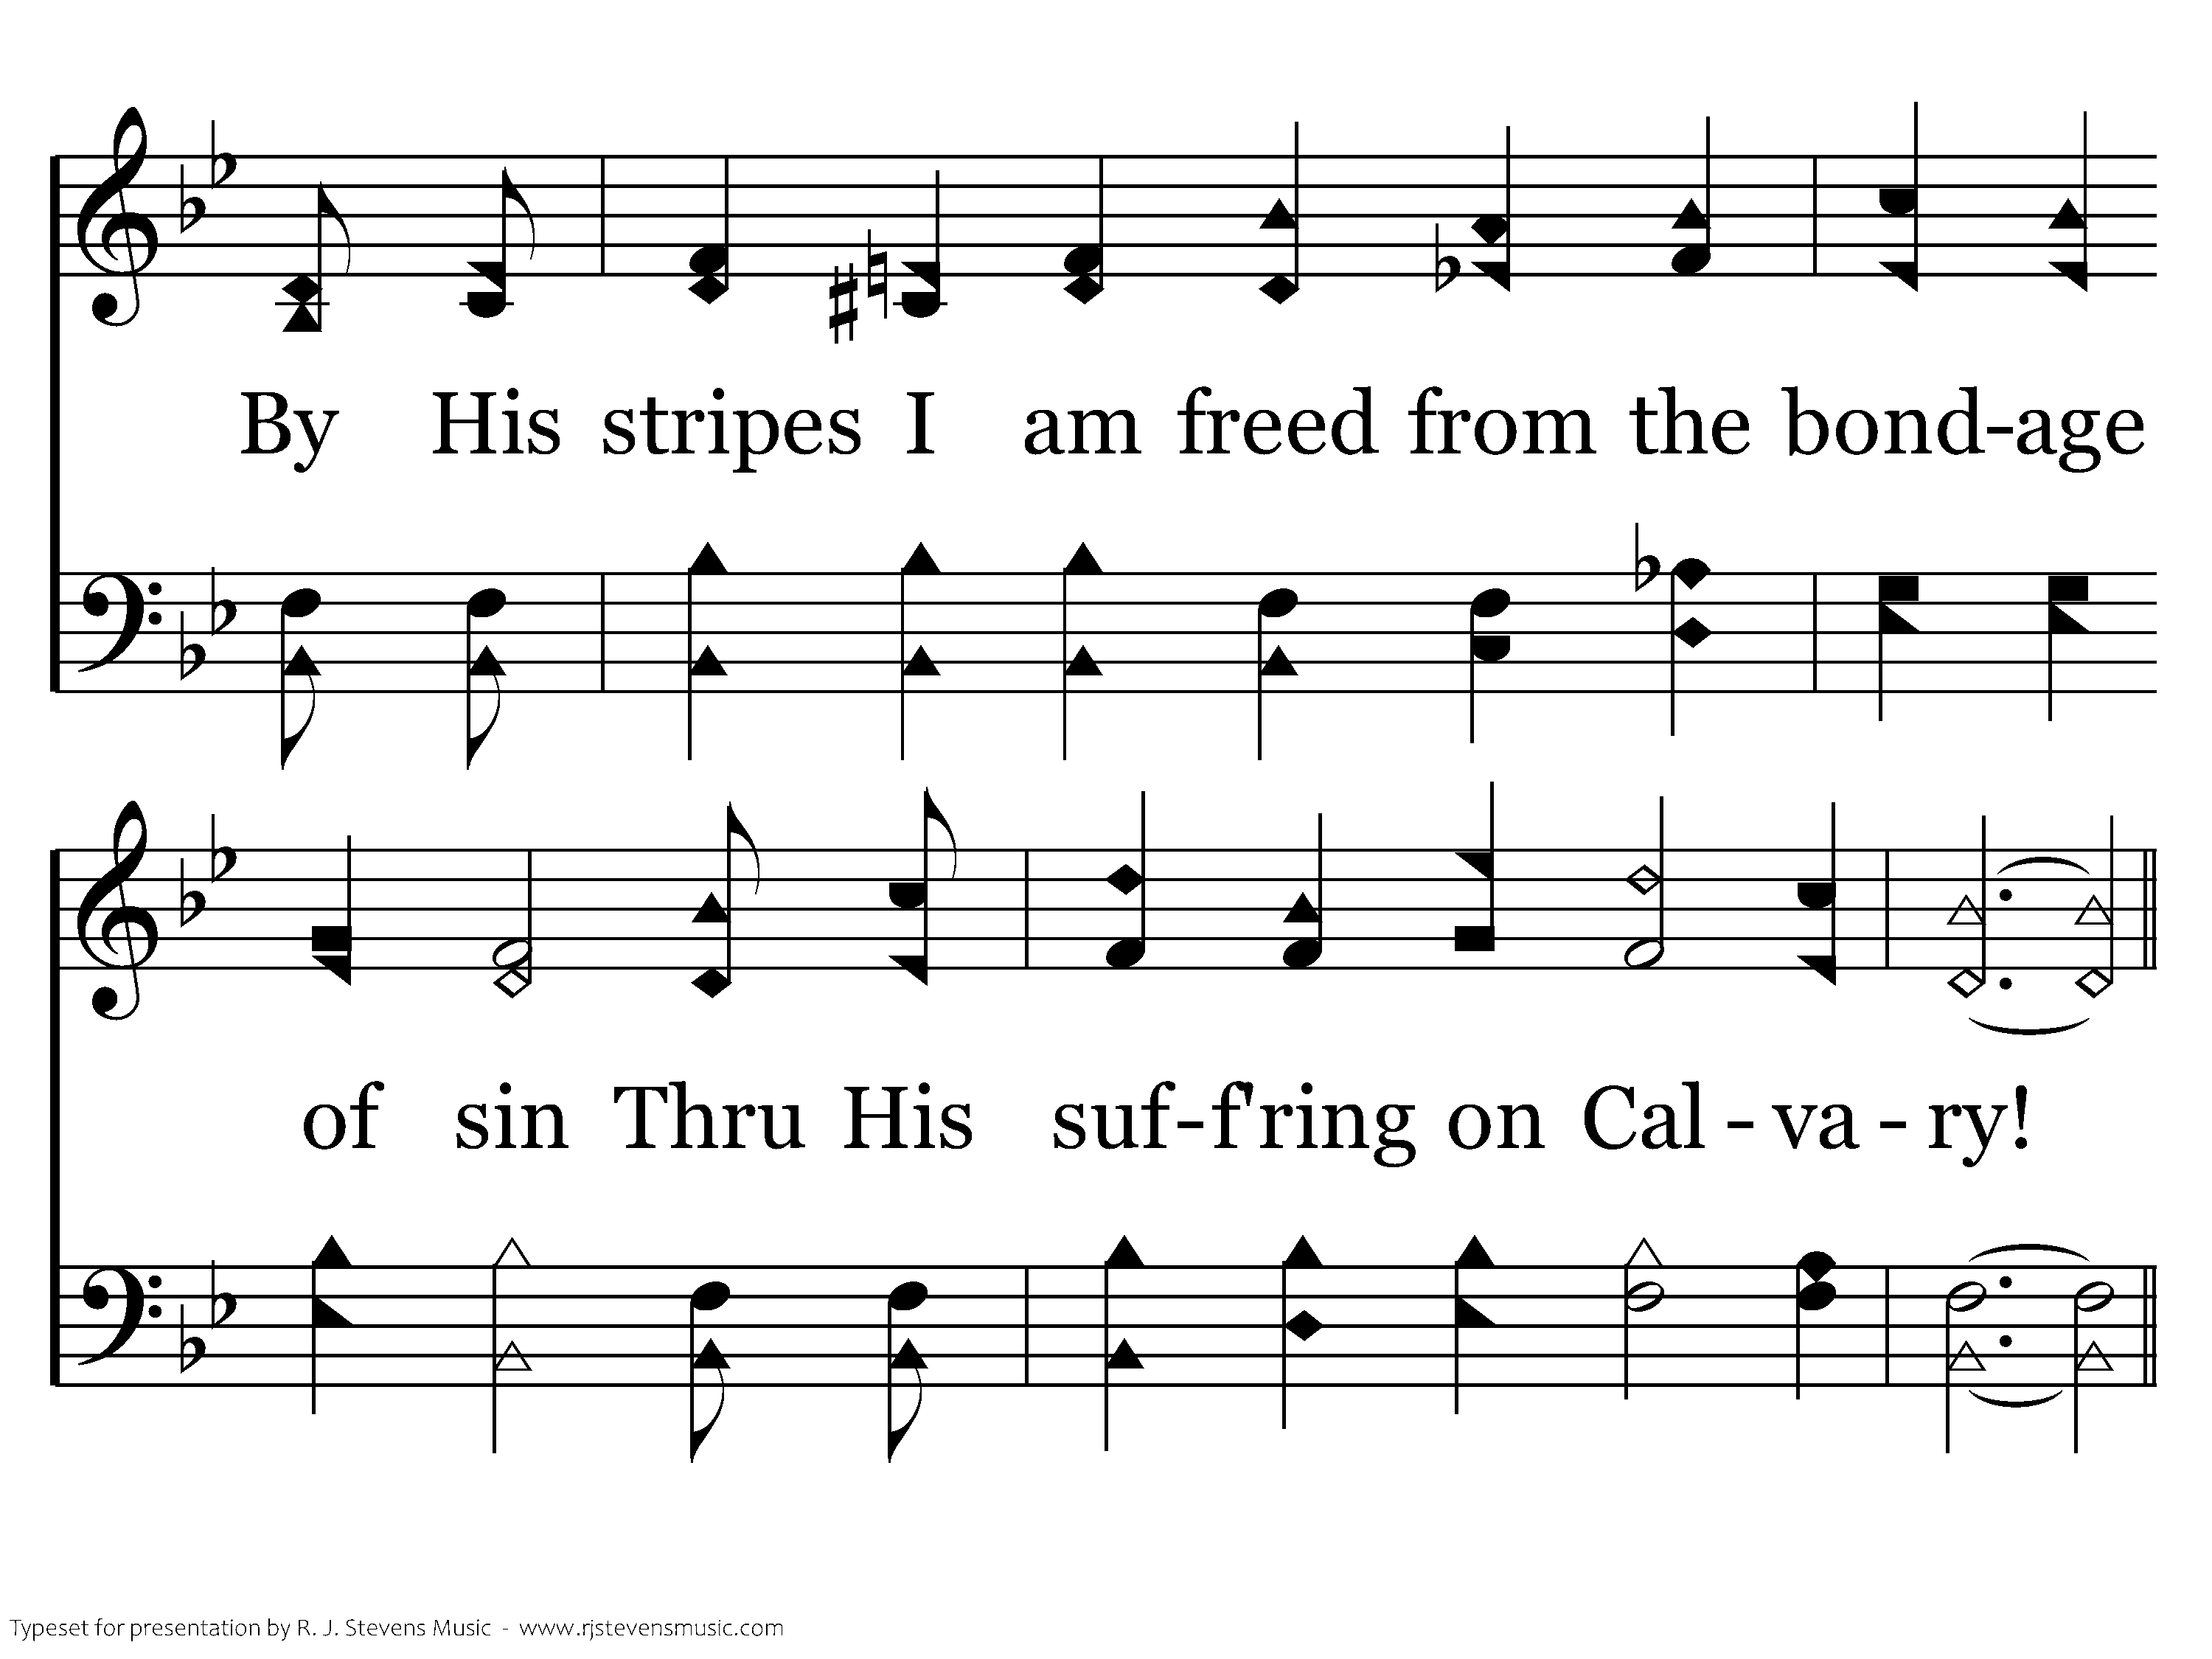 By His stripes I am freed from the bond-age
of sin Thru His suf-f'ring on Cal - va - ry!
Typeset for presentation by R. J. Stevens Music - www.rjstevensmusic.com